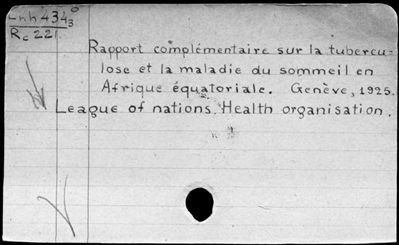 Lnh 434₃°
Rc 221
Rapport complémentaire sur la tubercu-
lose et la maladie du sommeil en
Afrique équatoriale. Genève, 1925.
League of nations. Health organisation.